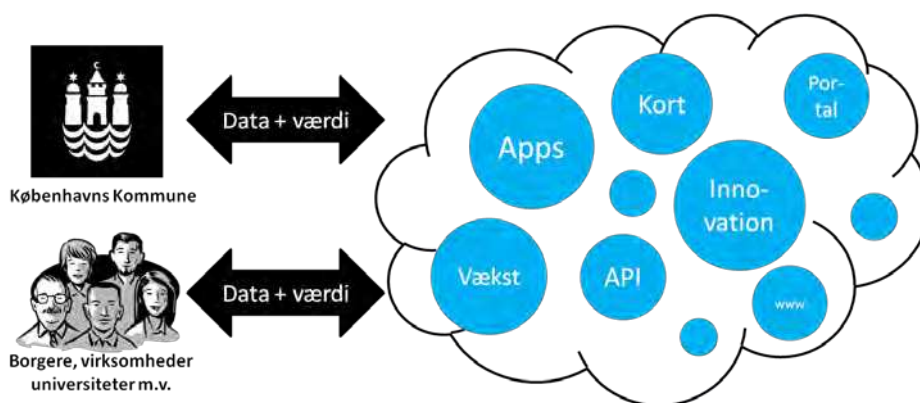 Data + værdi
Københavns Kommune
Data + værdi
Borgere, virksomheder
universiteter m.v.
Apps
Kort
Por-
tal
Inno-
vation
Vækst
API
www